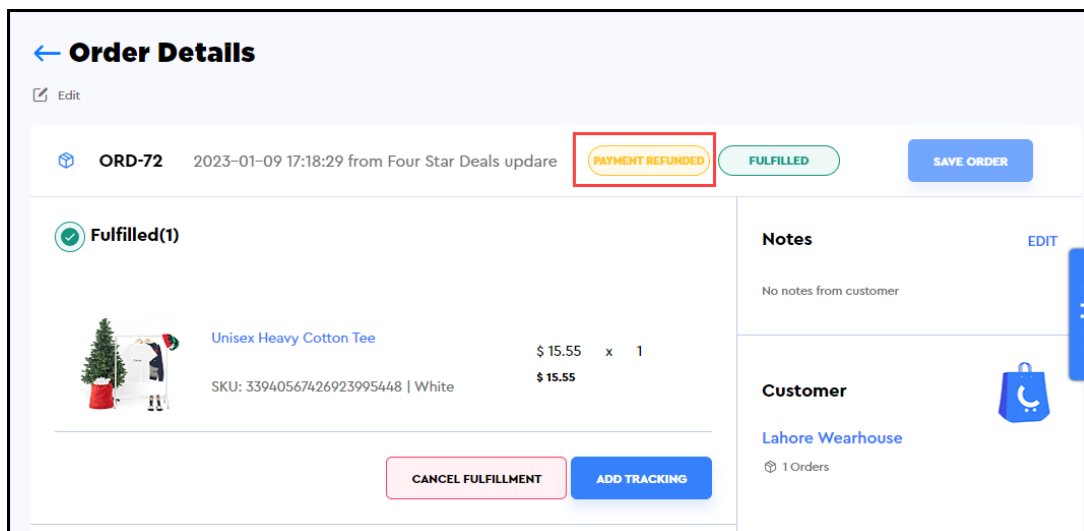 Order Details
Edit
ORD-72 2023-01-09 17:18:29 from Four Star Deals updare PAYMENT REFUNDED FULFILLED SAVE ORDER
Fulfilled(1)
Notes EDIT
No notes from customer
Unisex Heavy Cotton Tee
$ 15.55 x 1
$ 15.55
SKU: 33940567426923995448 | White
Customer
Lahore Wearhouse
1 Orders
CANCEL FULFILLMENT ADD TRACKING